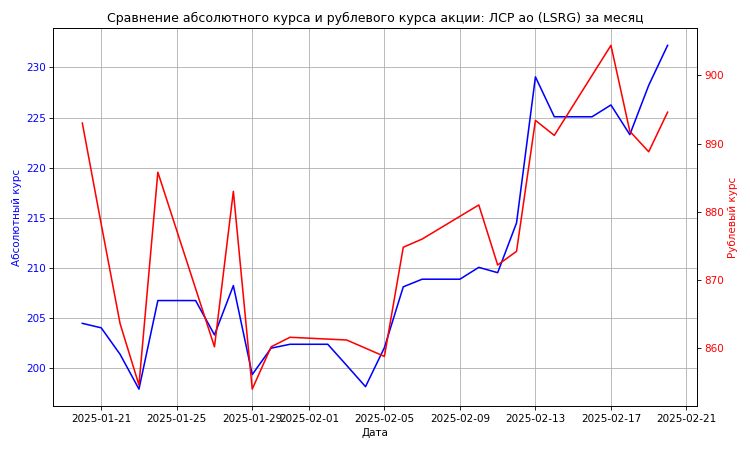 Сравнение абсолютного курса и рублевого курса акции: ЛСР ао (LSRG) за месяц
230
225
220
215
210
205
200
Абсолютный курс
900
890
880
870
860
Рублевый курс
2025-01-21 2025-01-25 2025-01-29 2025-02-01 2025-02-05 2025-02-09 2025-02-13 2025-02-17 2025-02-21
Дата